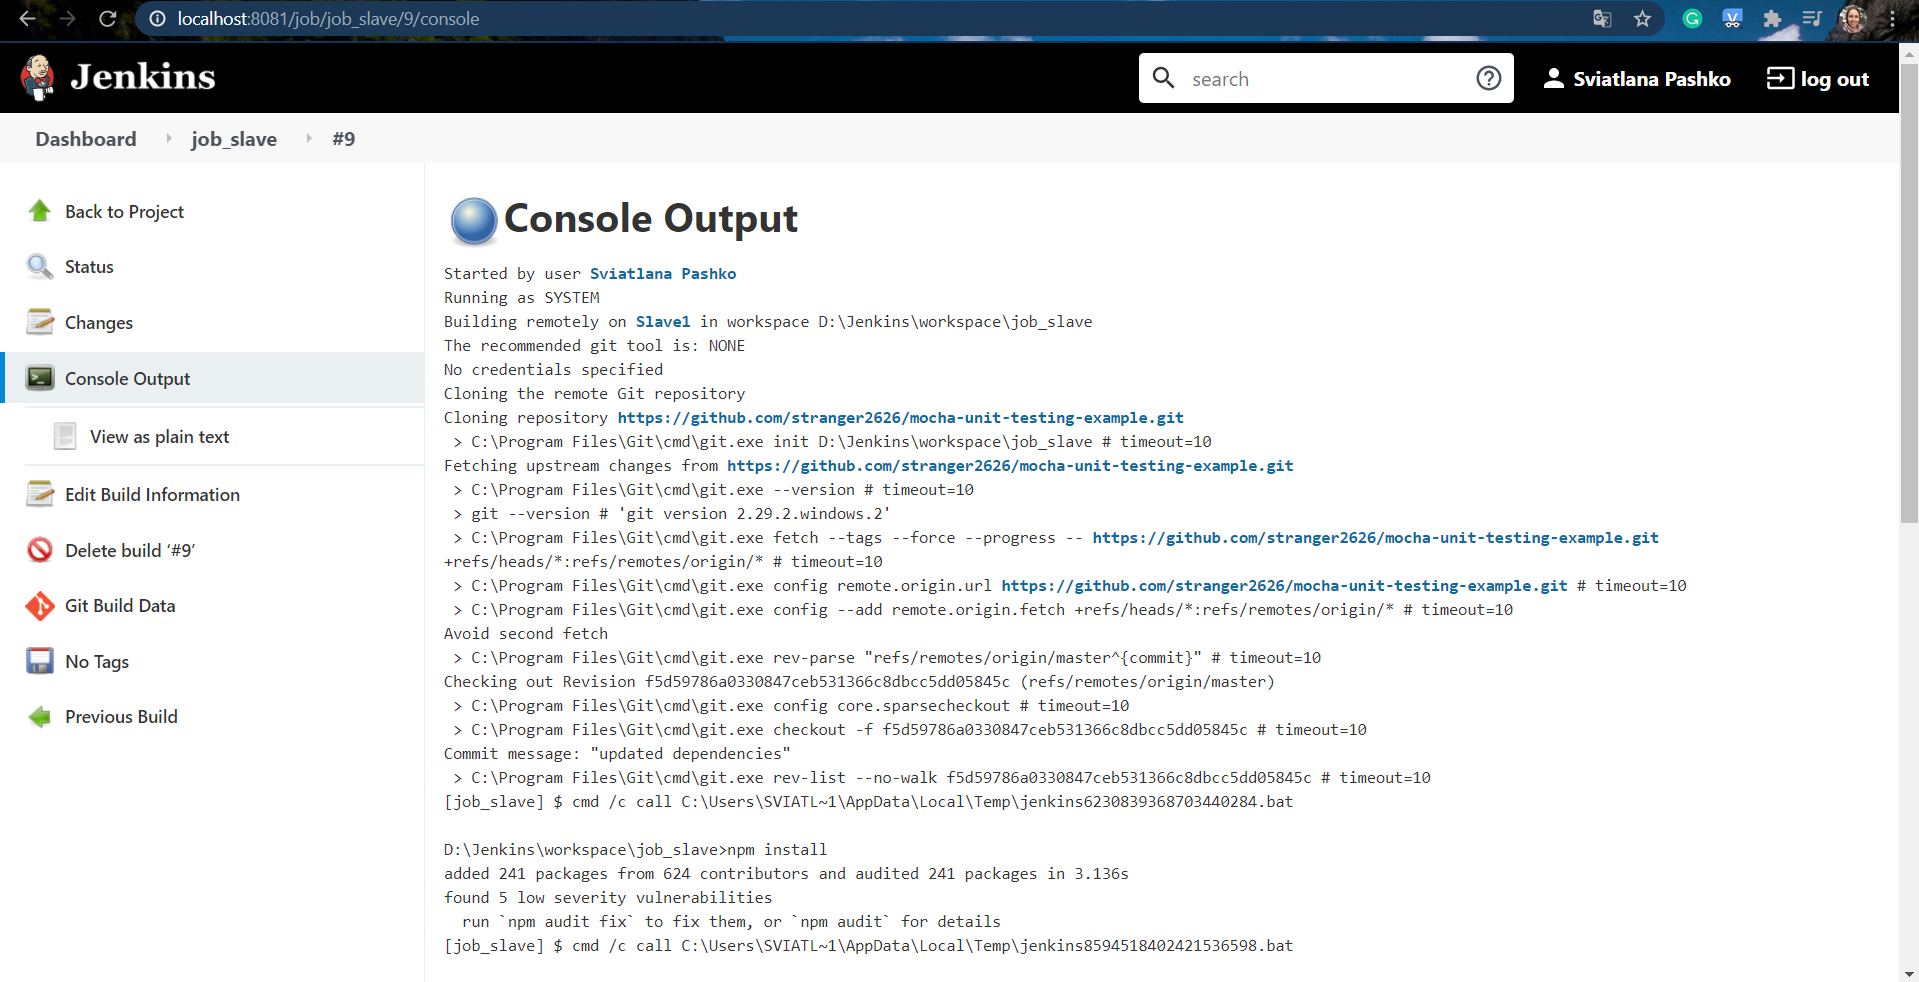 localhost:8081/job/job_slave/9/console
Jenkins
search
Sviatlana Pashko
log out
Dashboard
job_slave
#9
Back to Project
Status
Changes
Console Output
View as plain text
Edit Build Information
Delete build ‘#9’
Git Build Data
No Tags
Previous Build
Console Output
Started by user Sviatlana Pashko
Running as SYSTEM
Building remotely on Slave1 in workspace D:\Jenkins\workspace\job_slave
The recommended git tool is: NONE
No credentials specified
Cloning the remote Git repository
Cloning repository https://github.com/stranger2626/mocha-unit-testing-example.git
> C:\Program Files\Git\cmd\git.exe init D:\Jenkins\workspace\job_slave # timeout=10
Fetching upstream changes from https://github.com/stranger2626/mocha-unit-testing-example.git
> C:\Program Files\Git\cmd\git.exe --version # timeout=10
> git --version # 'git version 2.29.2.windows.2'
> C:\Program Files\Git\cmd\git.exe fetch --tags --force --progress -- https://github.com/stranger2626/mocha-unit-testing-example.git
+refs/heads/*:refs/remotes/origin/* # timeout=10
> C:\Program Files\Git\cmd\git.exe config remote.origin.url https://github.com/stranger2626/mocha-unit-testing-example.git # timeout=10
> C:\Program Files\Git\cmd\git.exe config --add remote.origin.fetch +refs/heads/*:refs/remotes/origin/* # timeout=10
Avoid second fetch
> C:\Program Files\Git\cmd\git.exe rev-parse "refs/remotes/origin/master^{commit}" # timeout=10
Checking out Revision f5d59786a0330847ceb531366c8dbcc5dd05845c (refs/remotes/origin/master)
> C:\Program Files\Git\cmd\git.exe config core.sparsecheckout # timeout=10
> C:\Program Files\Git\cmd\git.exe checkout -f f5d59786a0330847ceb531366c8dbcc5dd05845c # timeout=10
Commit message: "updated dependencies"
> C:\Program Files\Git\cmd\git.exe rev-list --no-walk f5d59786a0330847ceb531366c8dbcc5dd05845c # timeout=10
[job_slave] $ cmd /c call C:\Users\SVIATL~1\AppData\Local\Temp\jenkins6230839368703440284.bat
D:\Jenkins\workspace\job_slave>npm install
added 241 packages from 624 contributors and audited 241 packages in 3.136s
found 5 low severity vulnerabilities
run `npm audit fix` to fix them, or `npm audit` for details
[job_slave] $ cmd /c call C:\Users\SVIATL~1\AppData\Local\Temp\jenkins8594518402421536598.bat